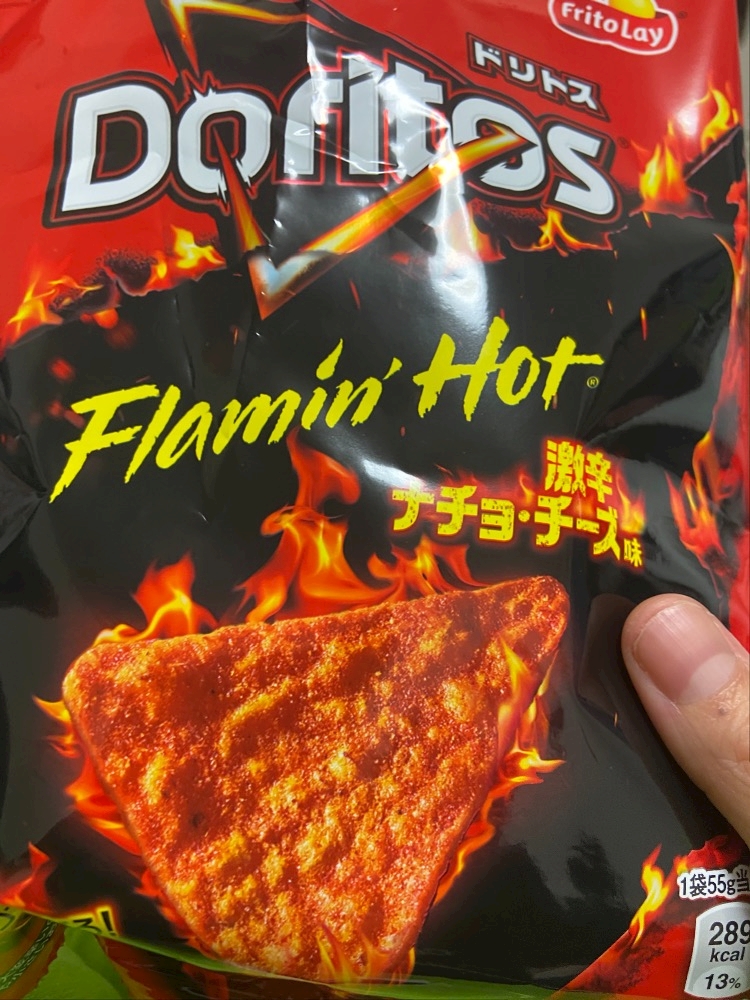 FritoLay
ドリトス
Doritos
Flamin' Hot®
激辛
ナチョ・チーズ味
1袋55g当
289
kcal
13%